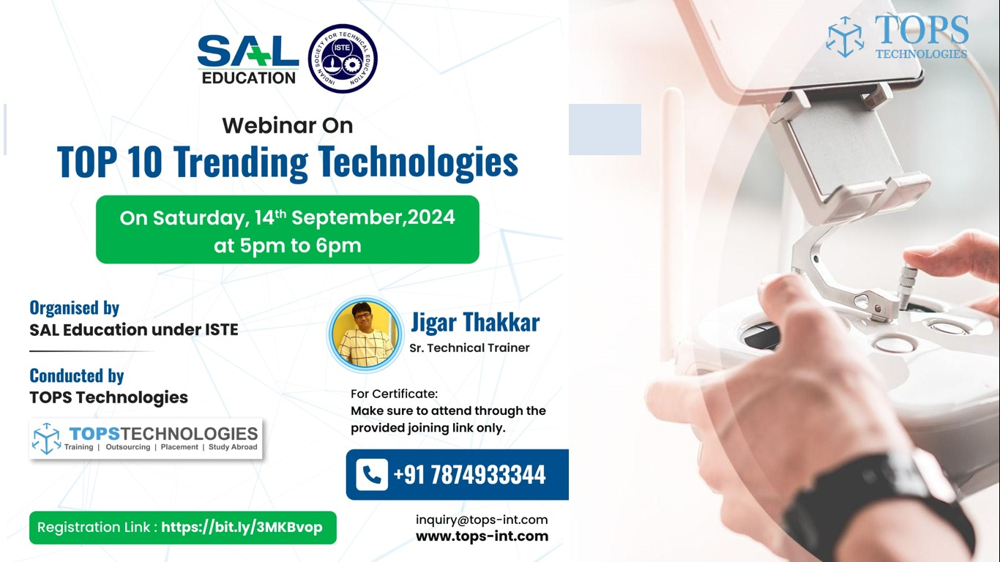 SAL
EDUCATION
INDIAN SOCIETY FOR TECHNICAL EDUCATION
ISTE
Webinar On
TOP 10 Trending Technologies
On Saturday, 14th September,2024
at 5pm to 6pm
Organised by
SAL Education under ISTE
Conducted by
TOPS Technologies
TOPSTECHNOLOGIES
Training | Outsourcing | Placement | Study Abroad
Jigar Thakkar
Sr. Technical Trainer
For Certificate:
Make sure to attend through the
provided joining link only.
+91 7874933344
Registration Link : https://bit.ly/3MKBvop
inquiry@tops-int.com
www.tops-int.com
TOPS
TECHNOLOGIES